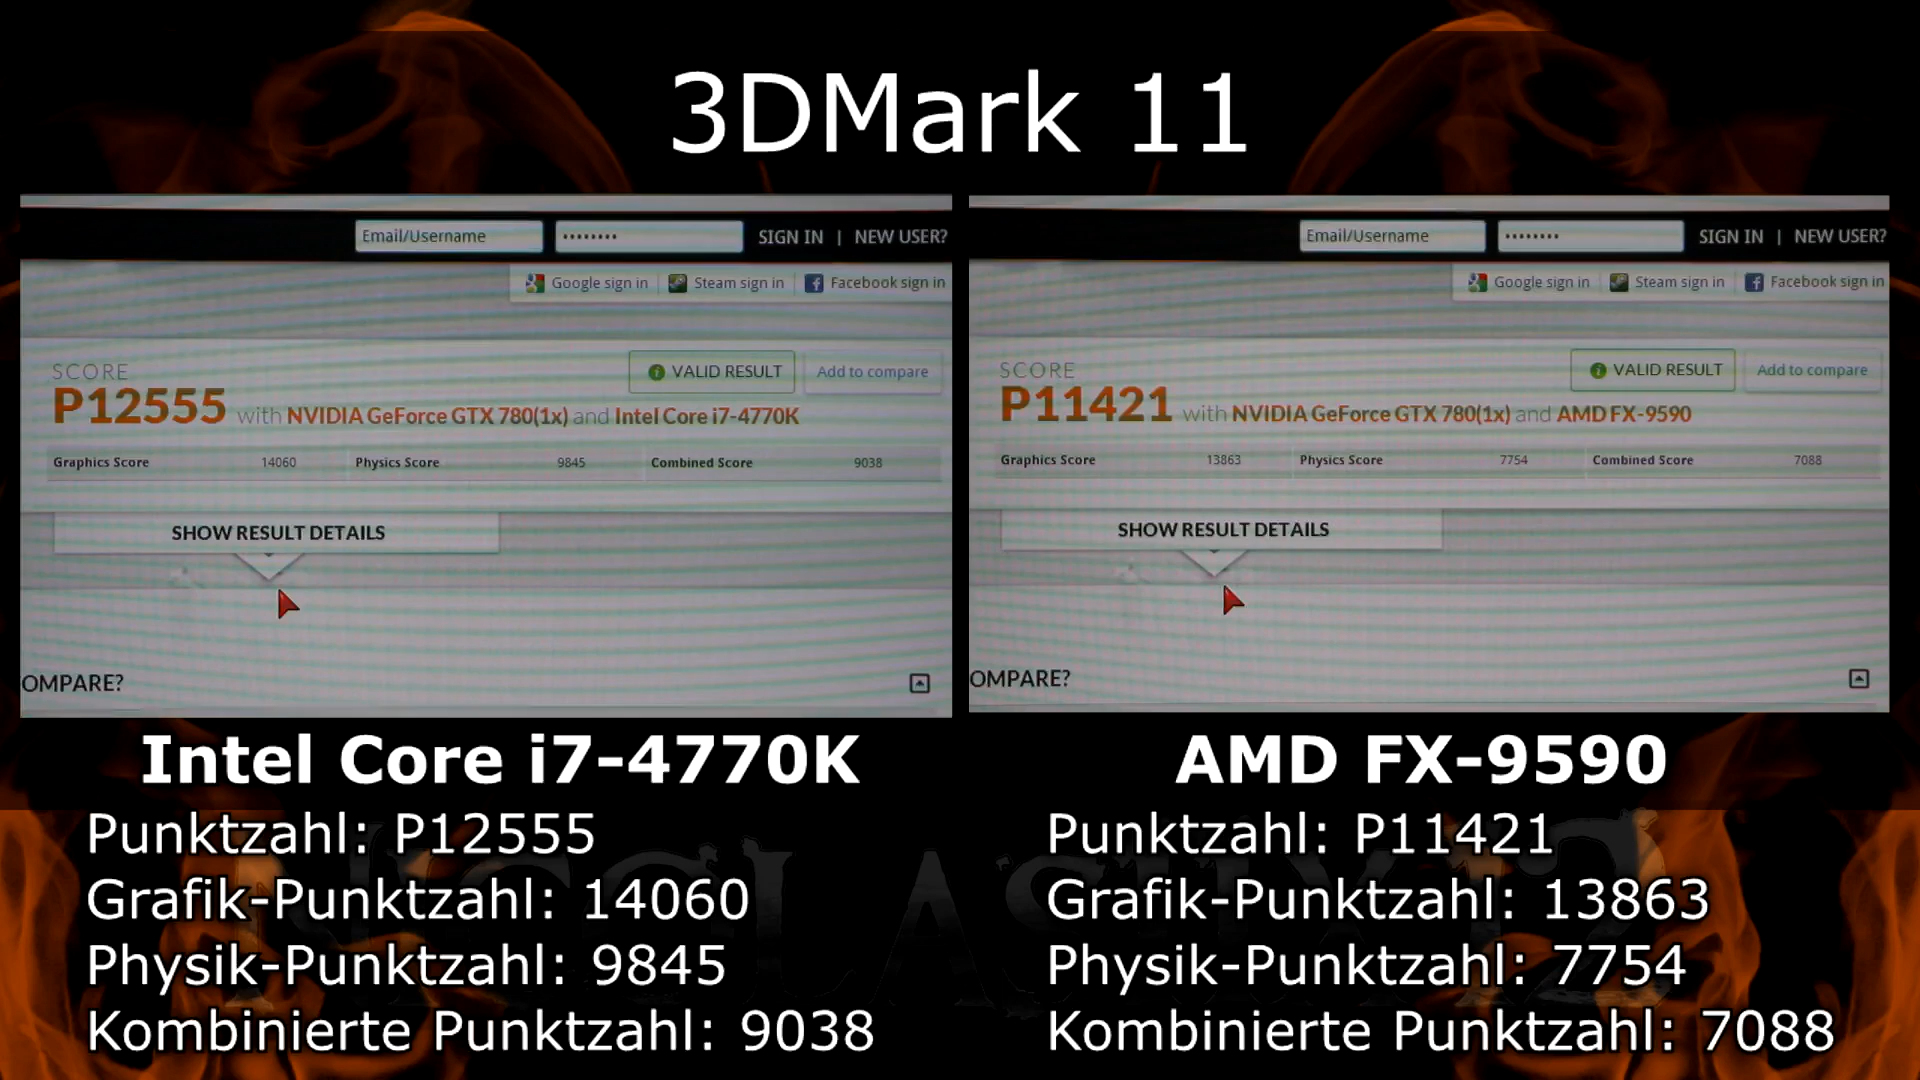 3DMark 11
Email/Username
••••••••
SIGN IN | NEW USER?
Google sign in
Steam sign in
Facebook sign in
SCORE
VALID RESULT
Add to compare
P12555 with NVIDIA GeForce GTX 780(1x) and Intel Core i7-4770K
Graphics Score 14060 Physics Score 9845 Combined Score 9038
SHOW RESULT DETAILS
OMPARE?
Email/Username
••••••••
SIGN IN | NEW USER?
Google sign in
Steam sign in
Facebook sign in
SCORE
VALID RESULT
Add to compare
P11421 with NVIDIA GeForce GTX 780(1x) and AMD FX-9590
Graphics Score 13863 Physics Score 7754 Combined Score 7088
SHOW RESULT DETAILS
OMPARE?
Intel Core i7-4770K
Punktzahl: P12555
Grafik-Punktzahl: 14060
Physik-Punktzahl: 9845
Kombinierte Punktzahl: 9038
AMD FX-9590
Punktzahl: P11421
Grafik-Punktzahl: 13863
Physik-Punktzahl: 7754
Kombinierte Punktzahl: 7088